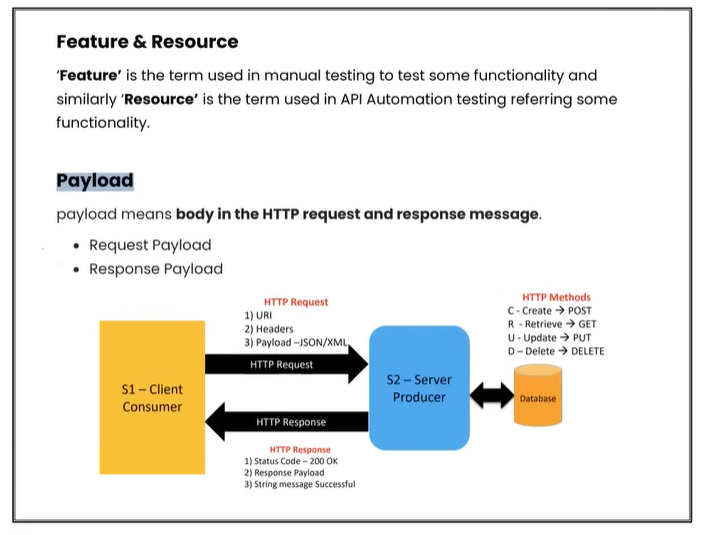 Feature & Resource
‘Feature’ is the term used in manual testing to test some functionality and
similarly ‘Resource’ is the term used in API Automation testing referring some
functionality.
Payload
payload means body in the HTTP request and response message.
• Request Payload
• Response Payload
HTTP Request
1) URI
2) Headers
3) Payload –JSON/XML
HTTP Request
S1 – Client
Consumer
S2 – Server
Producer
HTTP Response
HTTP Response
1) Status Code – 200 OK
2) Response Payload
3) String message Successful
HTTP Methods
C - Create → POST
R - Retrieve → GET
U - Update → PUT
D – Delete → DELETE
Database